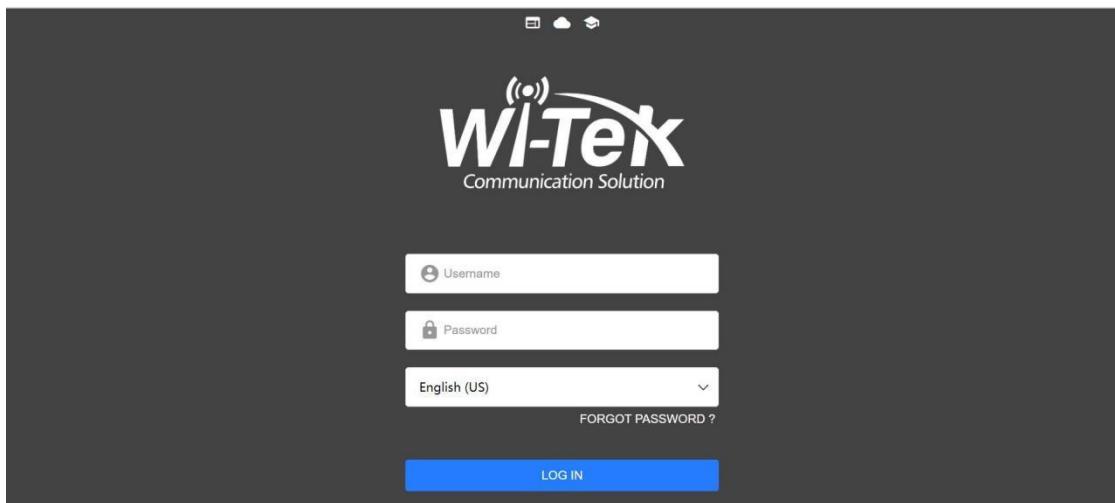 Wi-Tek
Communication Solution
Username
Password
English (US)
FORGOT PASSWORD ?
LOG IN